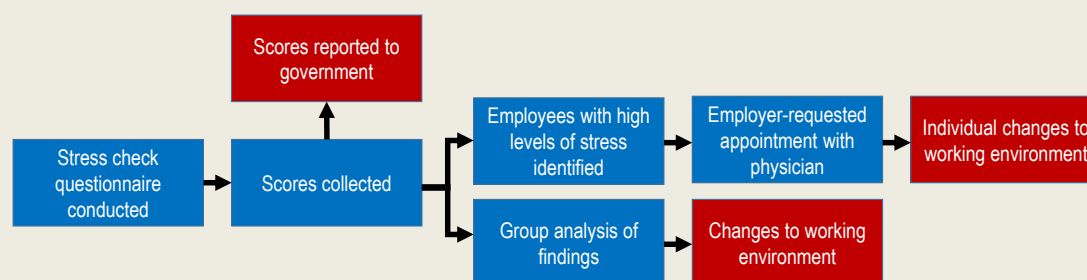 Scores reported to
government
Stress check
questionnaire
conducted
Scores collected
Employees with high
levels of stress
identified
Employer-requested
appointment with
physician
Individual changes to
working environment
Group analysis of
findings
Changes to working
environment